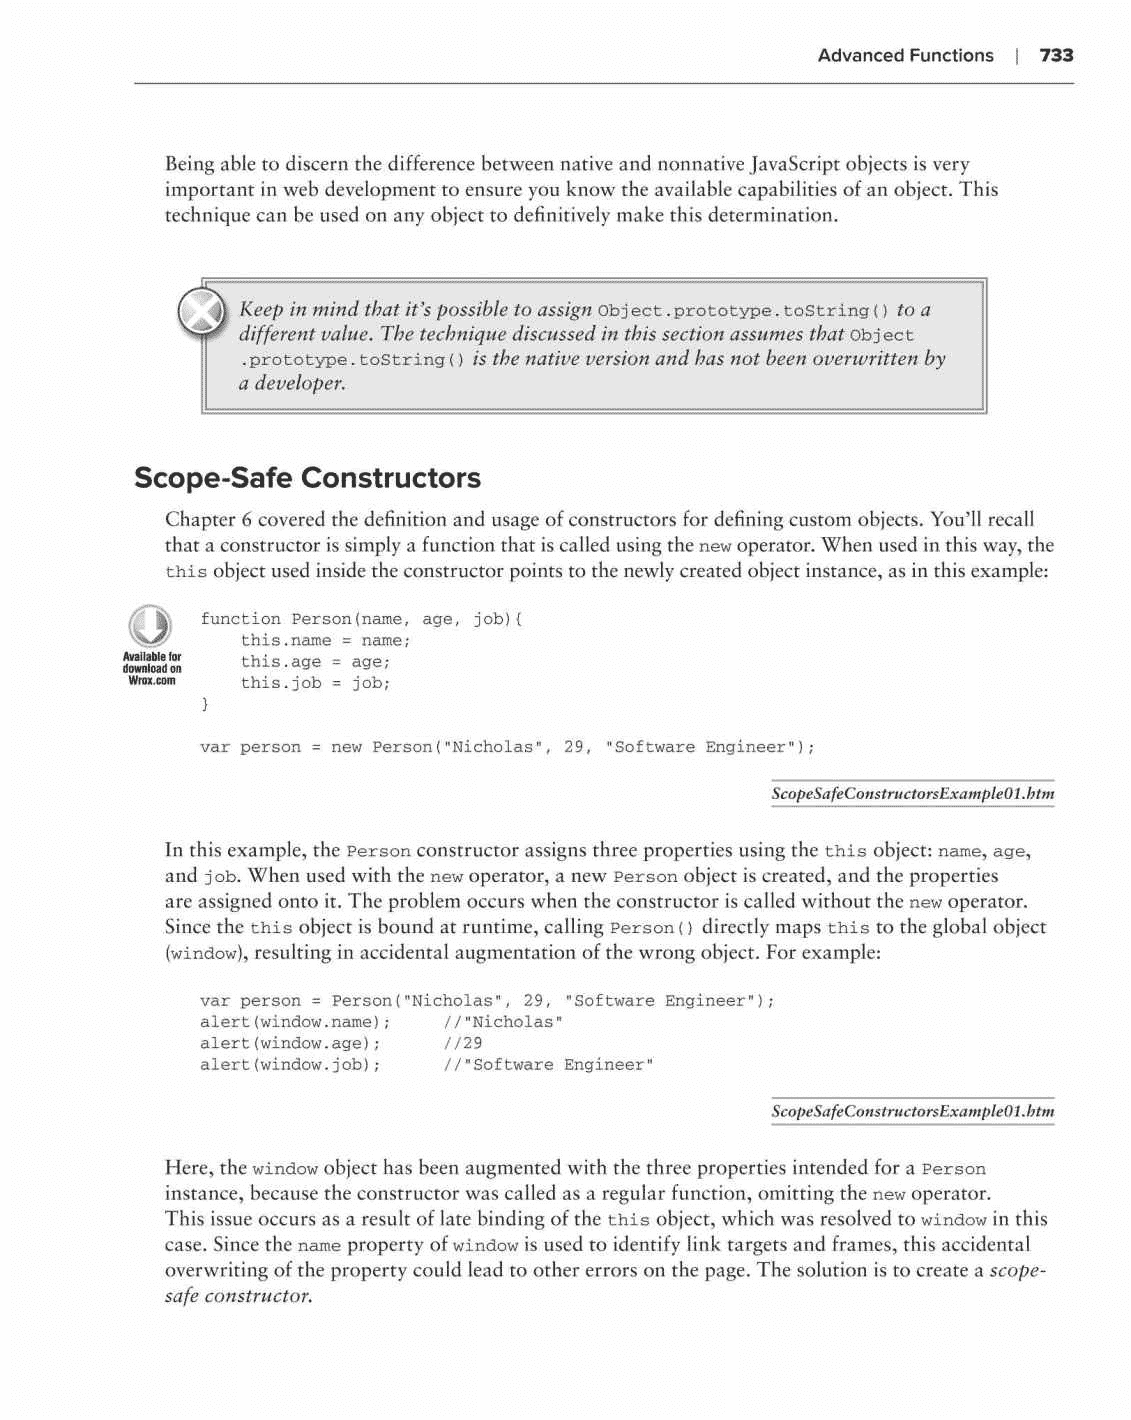 Advanced Functions | 733
Being able to discern the difference between native and nonnative JavaScript objects is very
important in web development to ensure you know the available capabilities of an object. This
technique can be used on any object to definitively make this determination.
Keep in mind that it's possible to assign Object.prototype.toString() to a
different value. The technique discussed in this section assumes that Object
.prototype.toString() is the native version and has not been overwritten by
a developer.
Scope-Safe Constructors
Chapter 6 covered the definition and usage of constructors for defining custom objects. You'll recall
that a constructor is simply a function that is called using the new operator. When used in this way, the
this object used inside the constructor points to the newly created object instance, as in this example:
Available for
download on
Wrox.com
function Person(name, age, job){
    this.name = name;
    this.age = age;
    this.job = job;
}
var person = new Person("Nicholas", 29, "Software Engineer");
ScopeSafeConstructorsExample01.htm
In this example, the Person constructor assigns three properties using the this object: name, age,
and job. When used with the new operator, a new Person object is created, and the properties
are assigned onto it. The problem occurs when the constructor is called without the new operator.
Since the this object is bound at runtime, calling Person() directly maps this to the global object
(window), resulting in accidental augmentation of the wrong object. For example:
var person = Person("Nicholas", 29, "Software Engineer");
alert(window.name);     //"Nicholas"
alert(window.age);      //29
alert(window.job);      //"Software Engineer"
ScopeSafeConstructorsExample01.htm
Here, the window object has been augmented with the three properties intended for a Person
instance, because the constructor was called as a regular function, omitting the new operator.
This issue occurs as a result of late binding of the this object, which was resolved to window in this
case. Since the name property of window is used to identify link targets and frames, this accidental
overwriting of the property could lead to other errors on the page. The solution is to create a scope-
safe constructor.